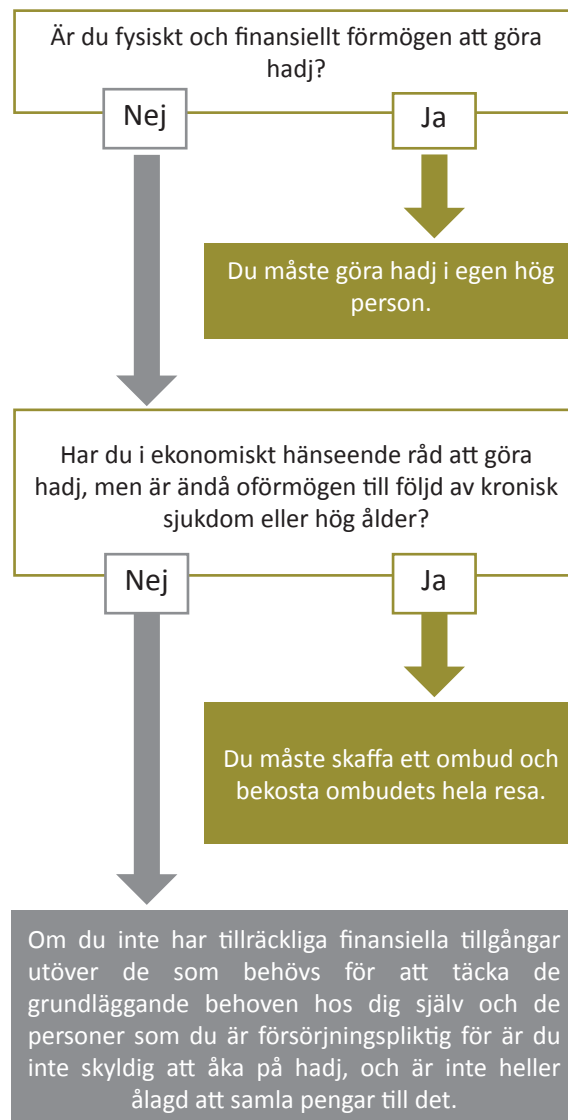 Är du fysiskt och finansiellt förmögen att göra
hadj?
Nej
Ja
Du måste göra hadj i egen hög
person.
Har du i ekonomiskt hänseende råd att göra
hadj, men är ändå oförmögen till följd av kronisk
sjukdom eller hög ålder?
Nej
Ja
Du måste skaffa ett ombud och
bekosta ombudets hela resa.
Om du inte har tillräckliga finansiella tillgångar
utöver de som behövs för att täcka de
grundläggande behoven hos dig själv och de
personer som du är försörjningspliktig för är du
inte skyldig att åka på hadj, och är inte heller
ålagd att samla pengar till det.